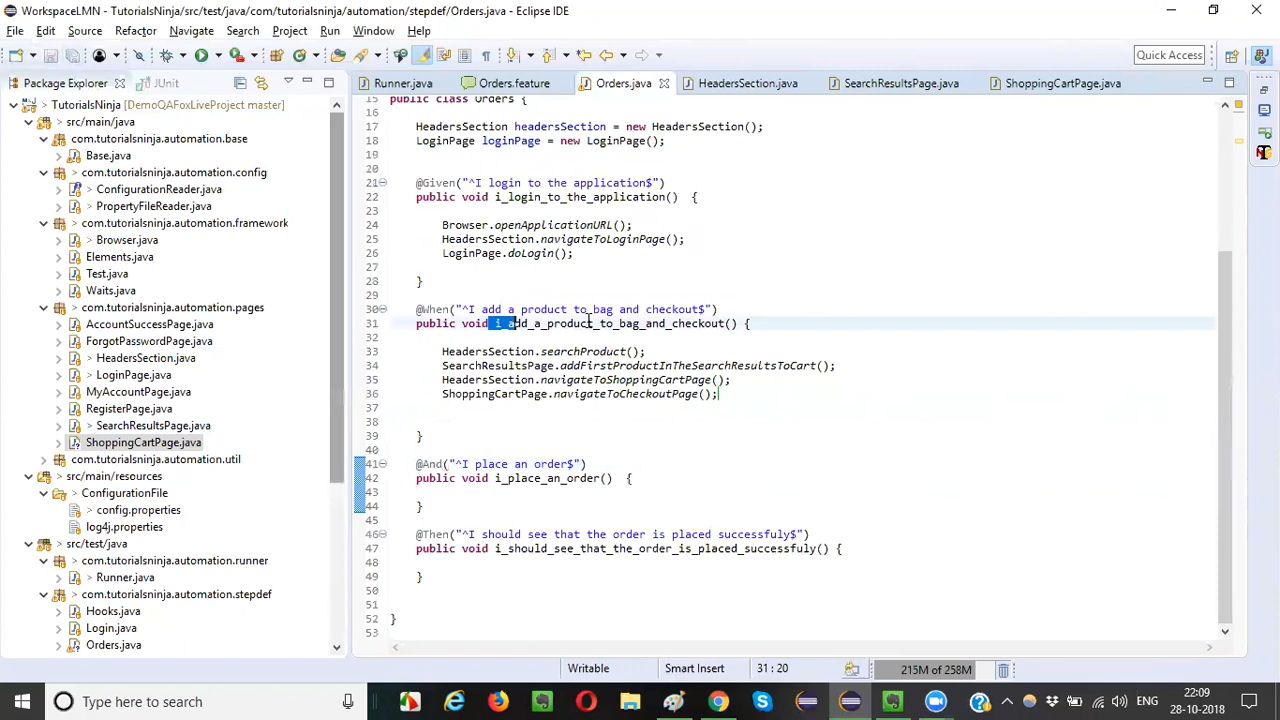 WorkspaceLMN - TutorialsNinja/src/test/java/com/tutorialsninja/automation/stepdef/Orders.java - Eclipse IDE
File Edit Source Refactor Navigate Search Project Run Window Help
Quick Access
Package Explorer JUnit
Runner.java Orders.feature Orders.java HeadersSection.java SearchResultsPage.java ShoppingCartPage.java
TutorialsNinja [DemoQAFoxLiveProject master]
src/main/java
com.tutorialsninja.automation.base
Base.java
com.tutorialsninja.automation.config
> ConfigurationReader.java
> PropertyFileReader.java
com.tutorialsninja.automation.framework
> Browser.java
Elements.java
Test.java
Waits.java
com.tutorialsninja.automation.pages
AccountSuccessPage.java
ForgotPasswordPage.java
> HeadersSection.java
> LoginPage.java
MyAccountPage.java
RegisterPage.java
> SearchResultsPage.java
ShoppingCartPage.java
com.tutorialsninja.automation.util
src/main/resources
ConfigurationFile
> config.properties
log4j.properties
src/test/java
com.tutorialsninja.automation.runner
> Runner.java
com.tutorialsninja.automation.stepdef
Hooks.java
Login.java
Orders.java
15 public class Orders {
16
17 HeadersSection headersSection = new HeadersSection();
18 LoginPage loginPage = new LoginPage();
19
20
21 @Given("^I login to the application$")
22 public void i_login_to_the_application() {
23
24 Browser.openApplicationURL();
25 HeadersSection.navigateToLoginPage();
26 LoginPage.doLogin();
27
28 }
29
30 @When("^I add a product to bag and checkout$")
31 public void i_add_a_product_to_bag_and_checkout() {
32
33 HeadersSection.searchProduct();
34 SearchResultsPage.addFirstProductInTheSearchResultsToCart();
35 HeadersSection.navigateToShoppingCartPage();
36 ShoppingCartPage.navigateToCheckoutPage();
37
38
39 }
40
41 @And("^I place an order$")
42 public void i_place_an_order() {
43
44 }
45
46 @Then("^I should see that the order is placed successfuly$")
47 public void i_should_see_that_the_order_is_placed_successfuly() {
48
49 }
50
51
52 }
53
Writable Smart Insert 31 : 20 215M of 258M
Type here to search
ENG
22:09
28-10-2018